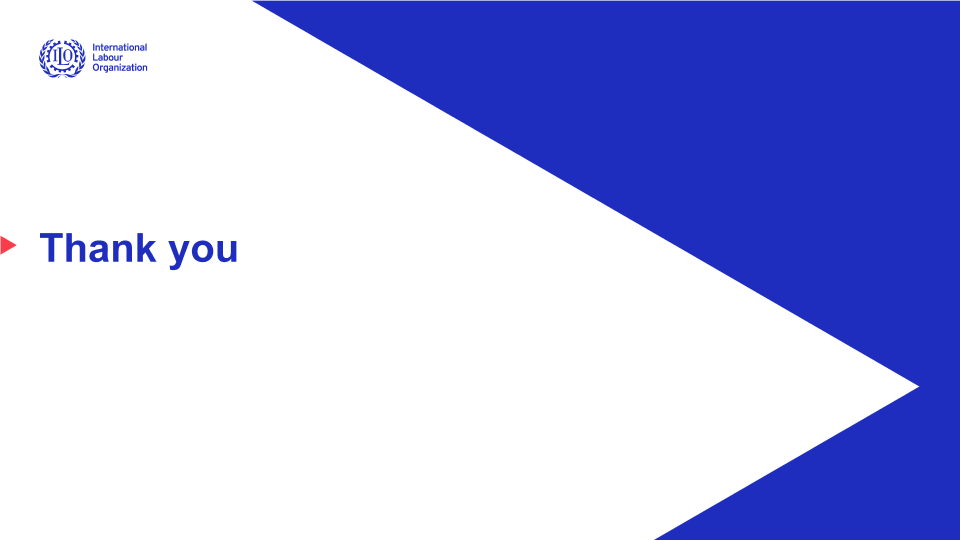 ILO
International
Labour
Organization
Thank you